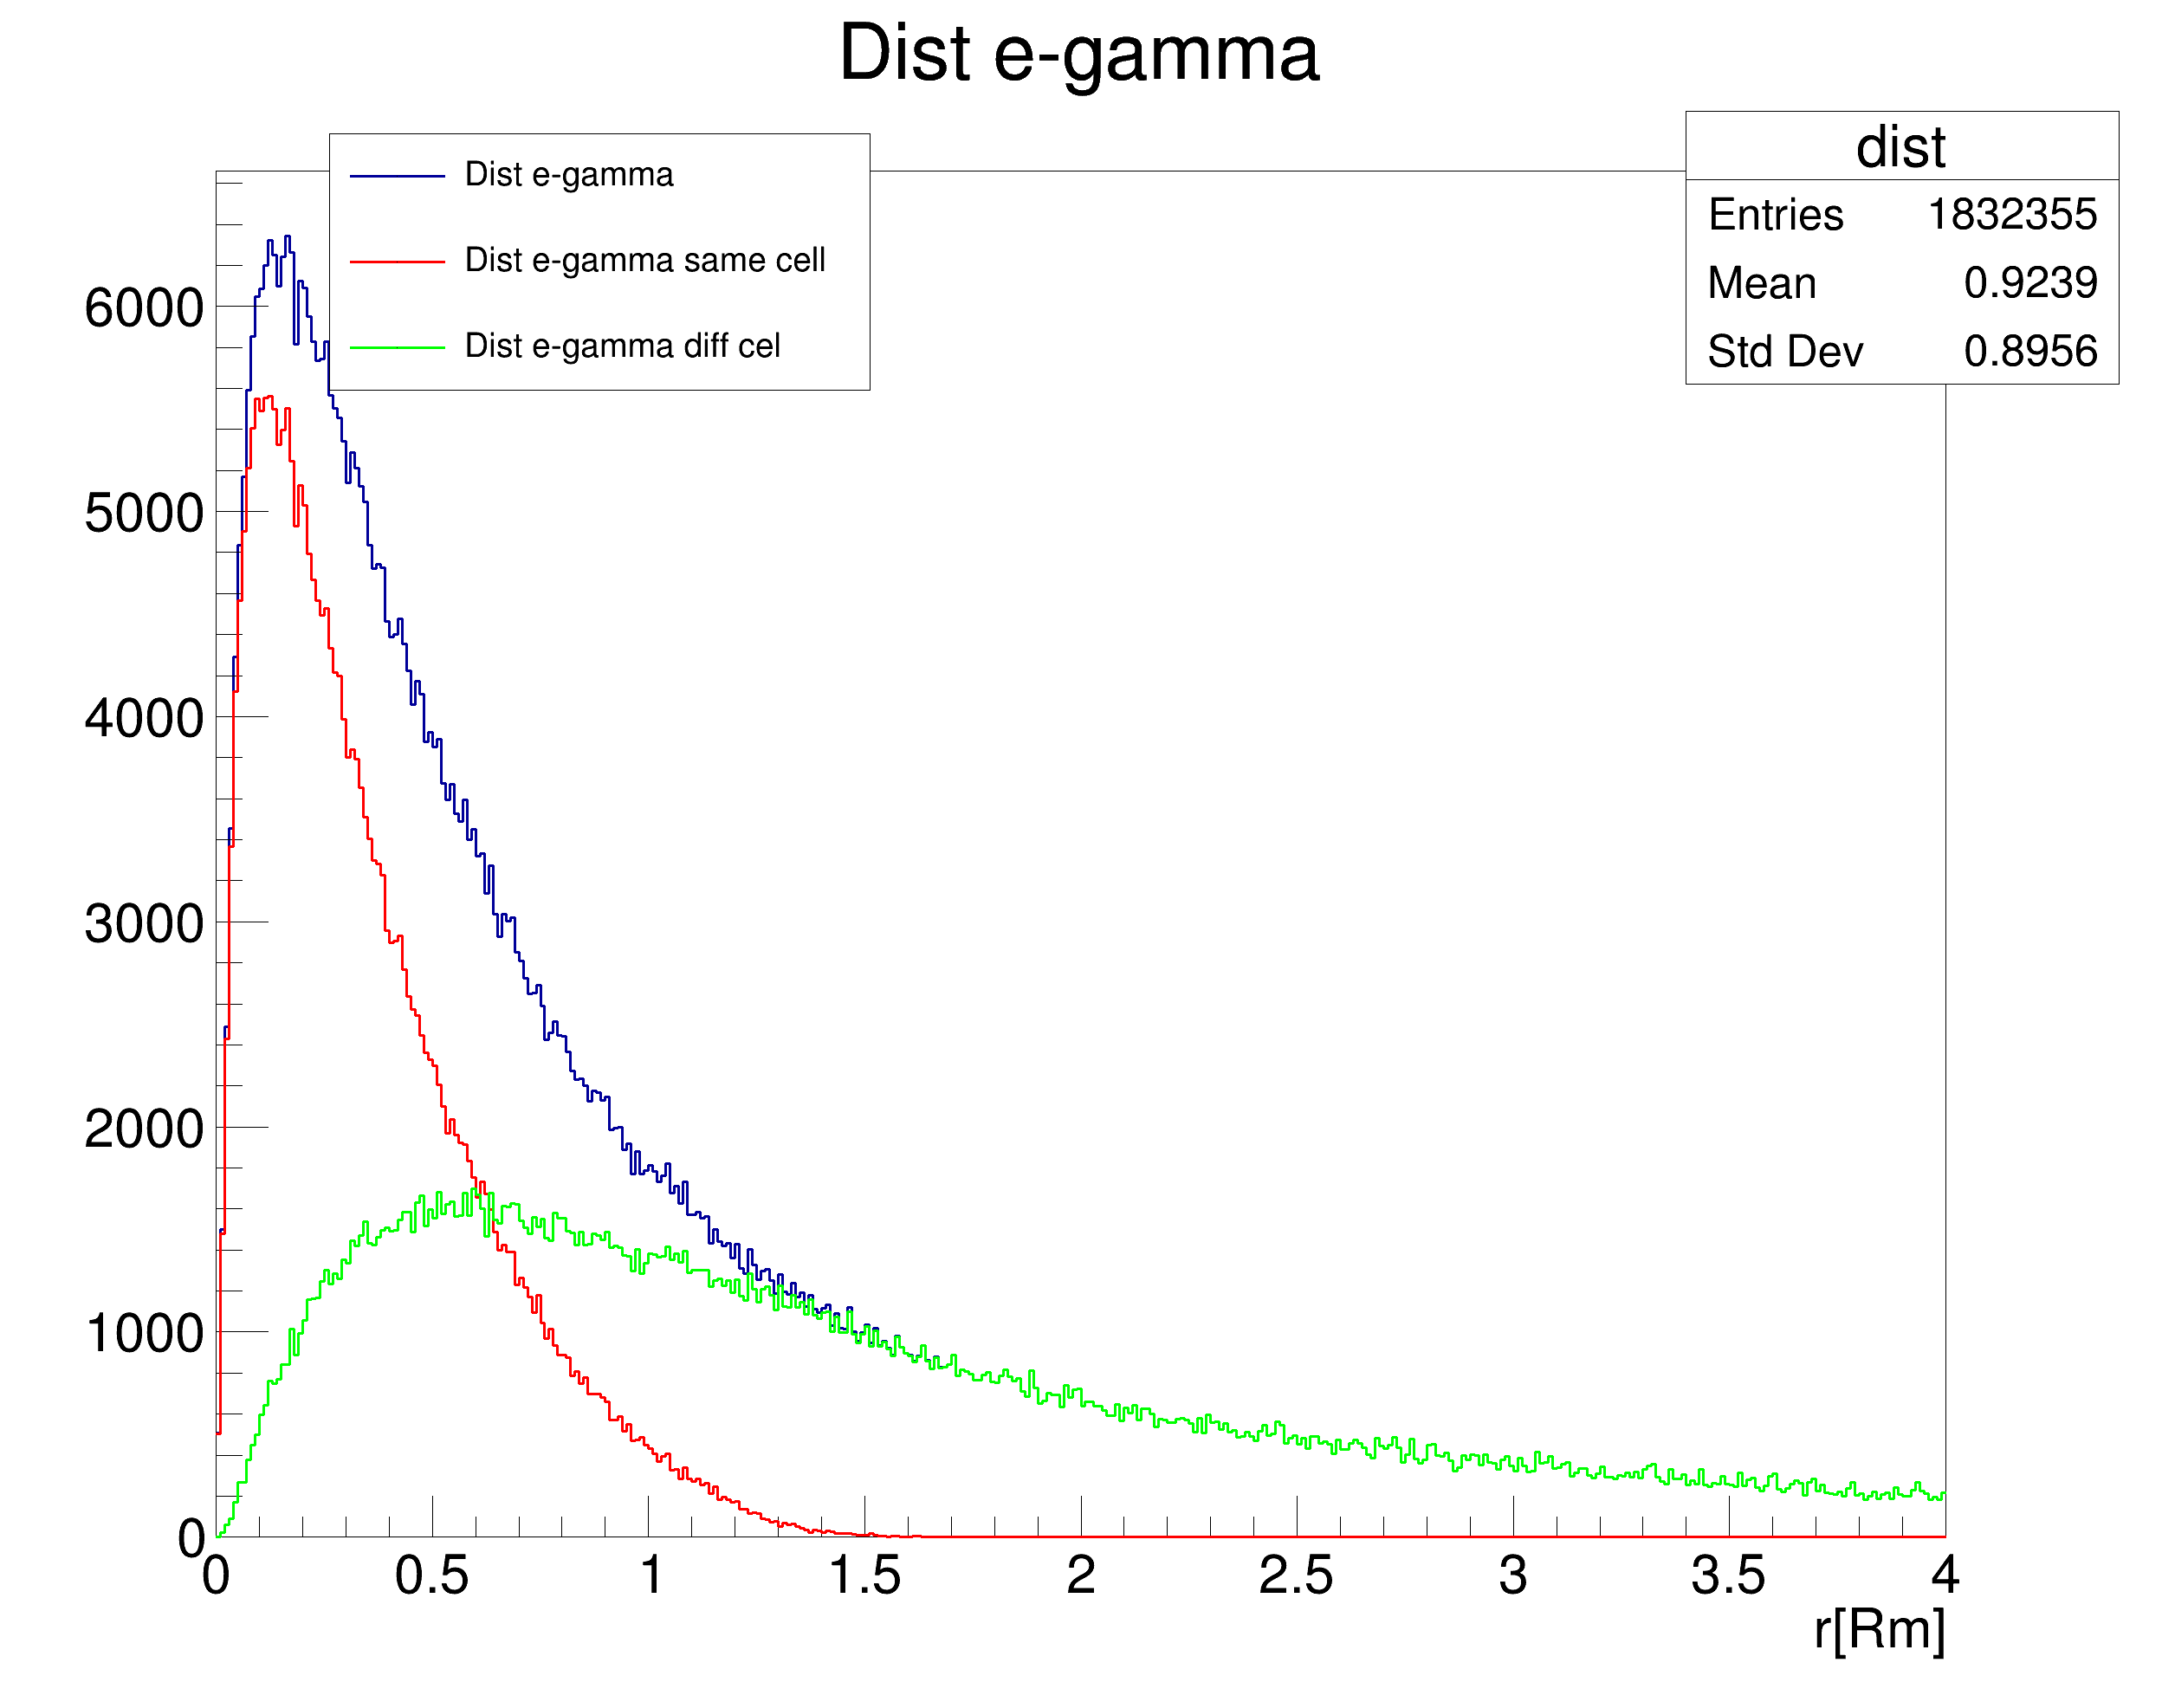 Dist e-gamma
Dist e-gamma
Dist e-gamma same cell
Dist e-gamma diff cel
dist
Entries 1832355
Mean 0.9239
Std Dev 0.8956
6000
5000
4000
3000
2000
1000
0
0 0.5 1 1.5 2 2.5 3 3.5 4
r[Rm]